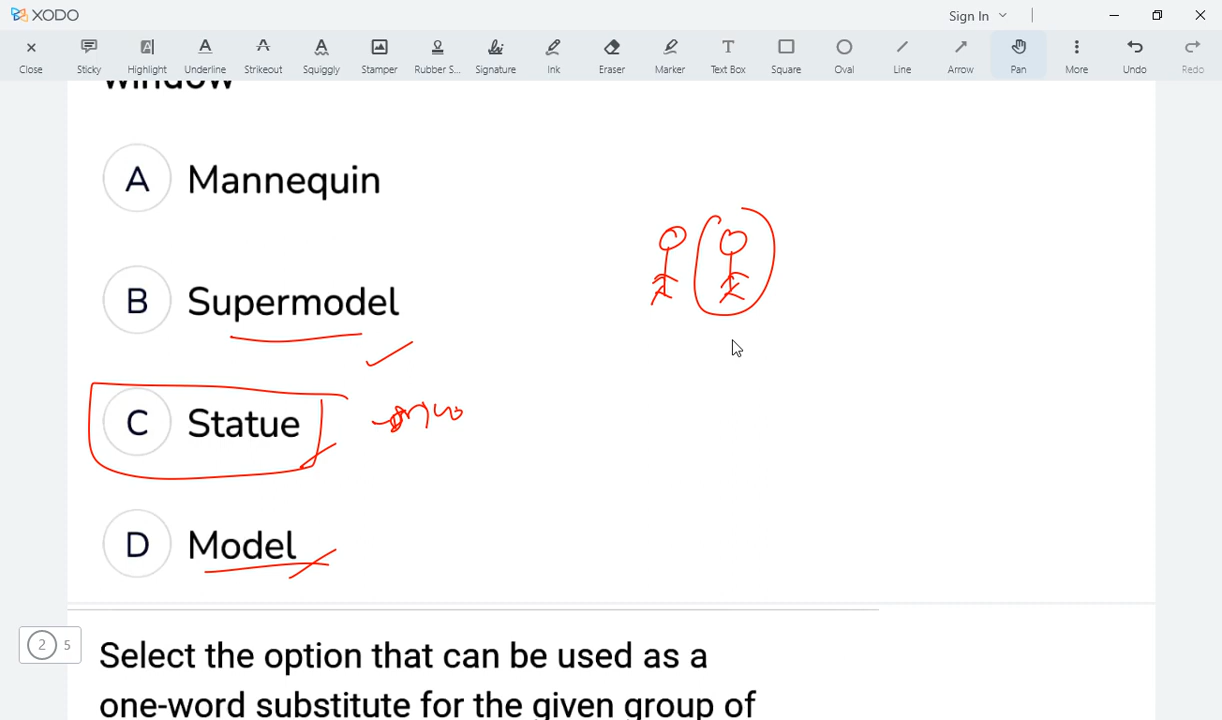 XODO
Sign In
Close
Sticky
Highlight
Underline
Strikeout
Squiggly
Stamper
Rubber S...
Signature
Ink
Eraser
Marker
Text Box
Square
Oval
Line
Arrow
Pan
More
Undo
Redo
window
A Mannequin
B Supermodel
C Statue
D Model
2 5
Select the option that can be used as a
one-word substitute for the given group of